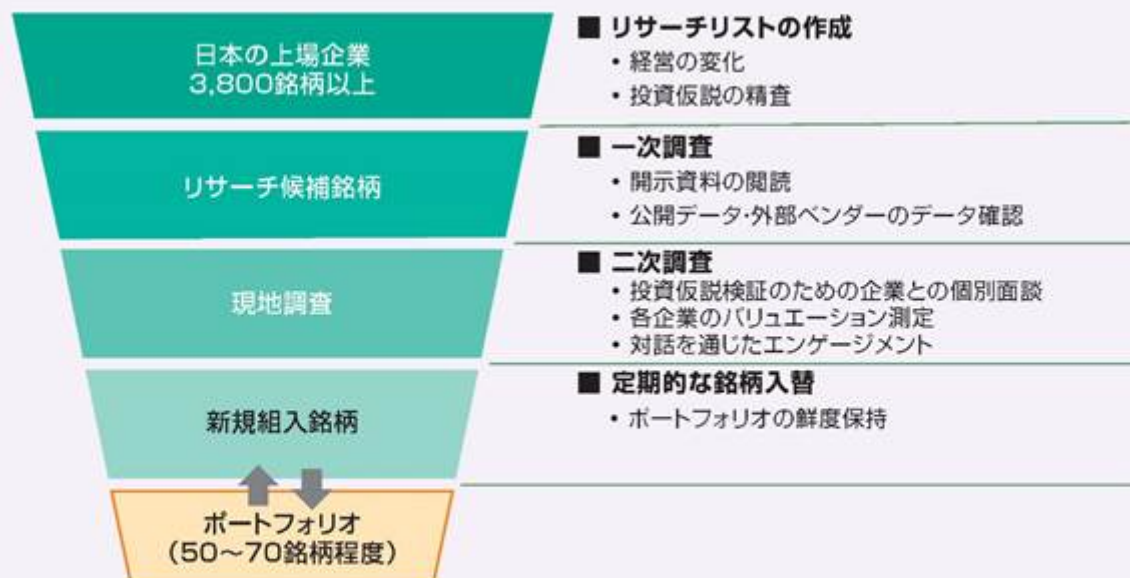 日本の上場企業
3,800銘柄以上
■ リサーチリストの作成
• 経営の変化
• 投資仮説の精査
リサーチ候補銘柄
■ 一次調査
• 開示資料の閲読
• 公開データ・外部ベンダーのデータ確認
現地調査
■ 二次調査
• 投資仮説検証のための企業との個別面談
• 各企業のバリュエーション測定
• 対話を通じたエンゲージメント
新規組入銘柄
■ 定期的な銘柄入替
• ポートフォリオの鮮度保持
ポートフォリオ
（50～70銘柄程度）